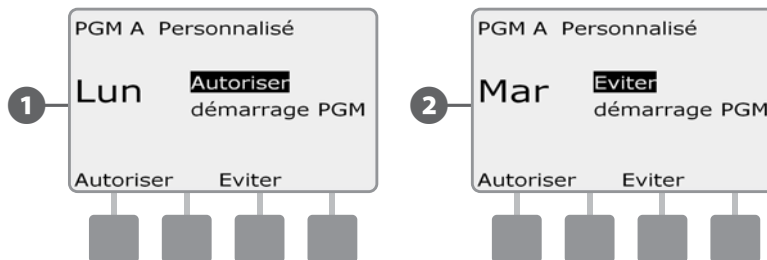 PGM A Personnalisé
1
Lun
Autoriser
démarrage PGM
Autoriser Eviter
PGM A Personnalisé
2
Mar
Eviter
démarrage PGM
Autoriser Eviter